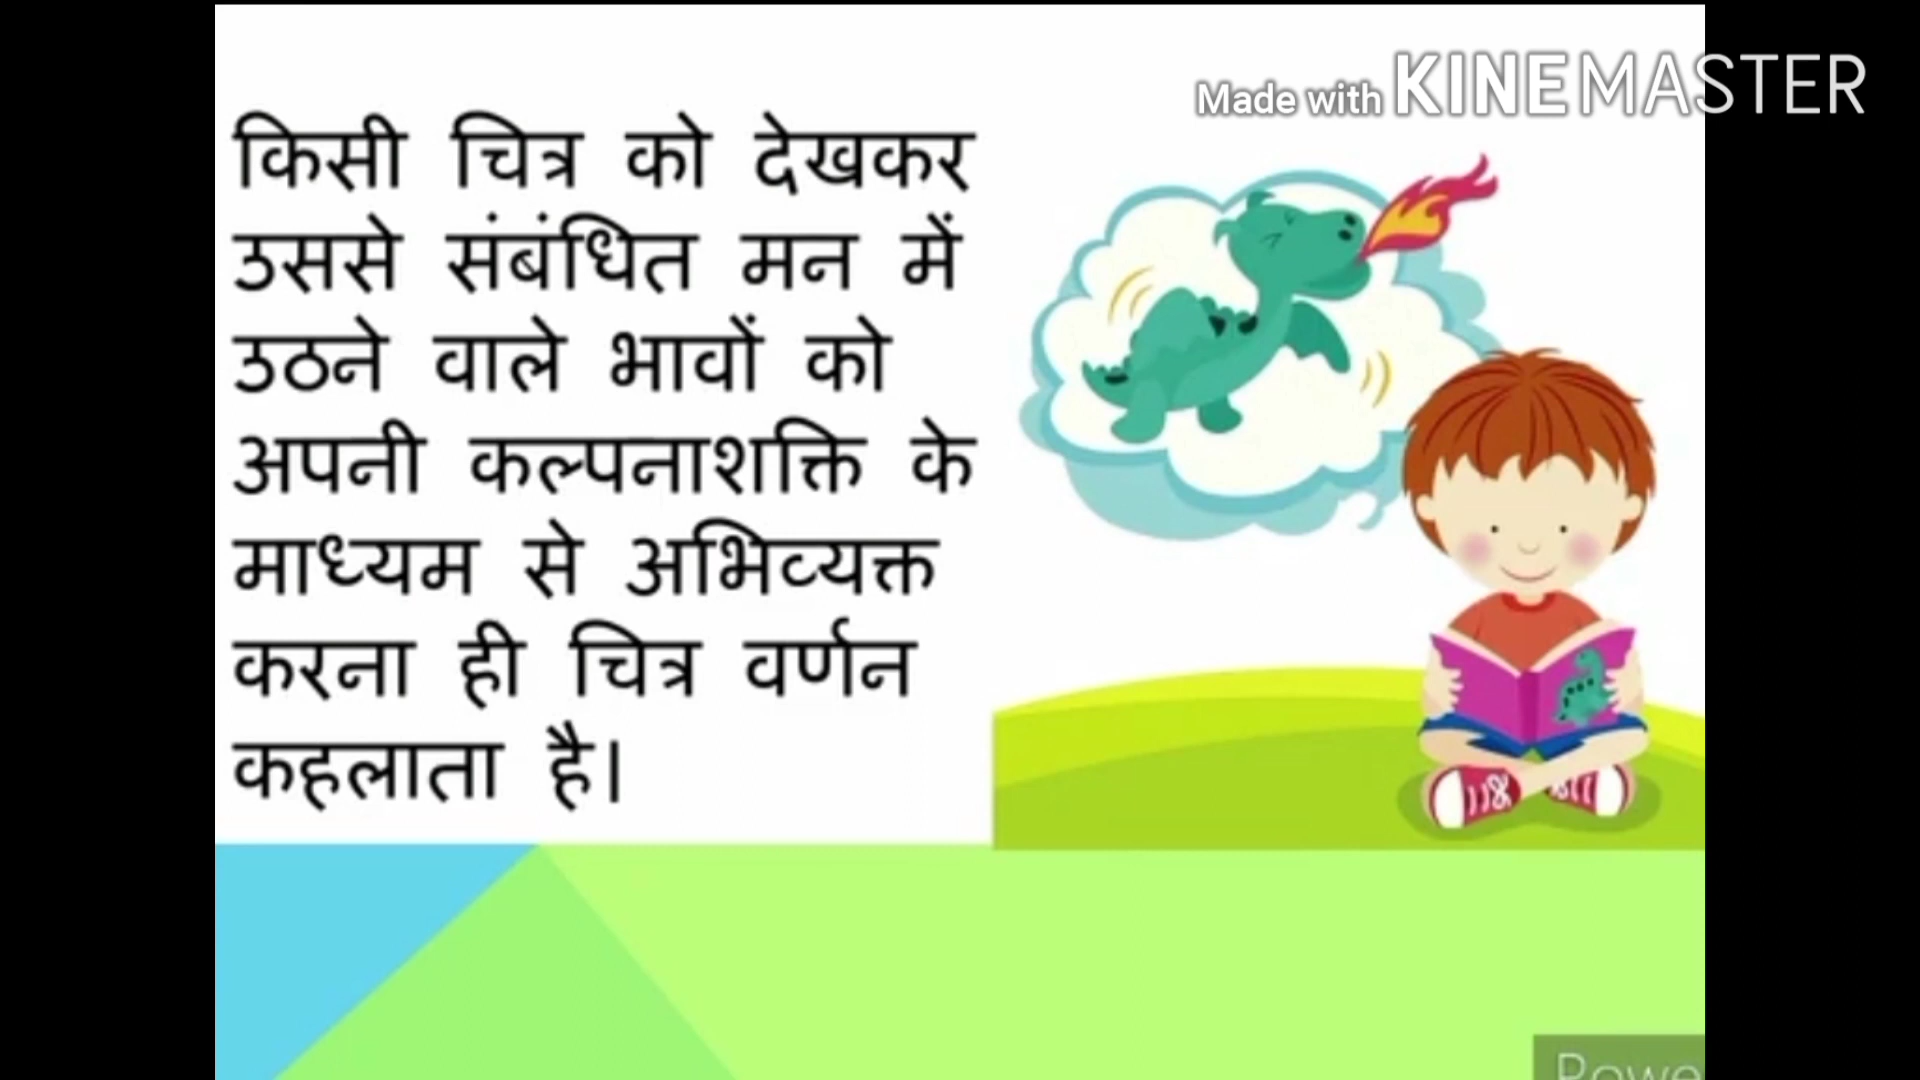 Made with KINEMASTER
किसी चित्र को देखकर
उससे संबंधित मन में
उठने वाले भावों को
अपनी कल्पनाशक्ति के
माध्यम से अभिव्यक्त
करना ही चित्र वर्णन
कहलाता है।